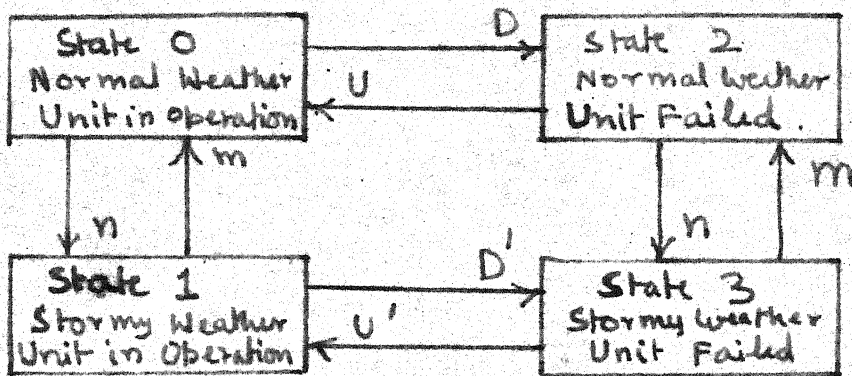 State 0
Normal Weather
Unit in Operation
D
U
State 2
Normal Wether
Unit Failed.
n
m
n
m
State 1
Stormy Weather
Unit in Operation
D'
U'
State 3
Stormy Weather
Unit Failed